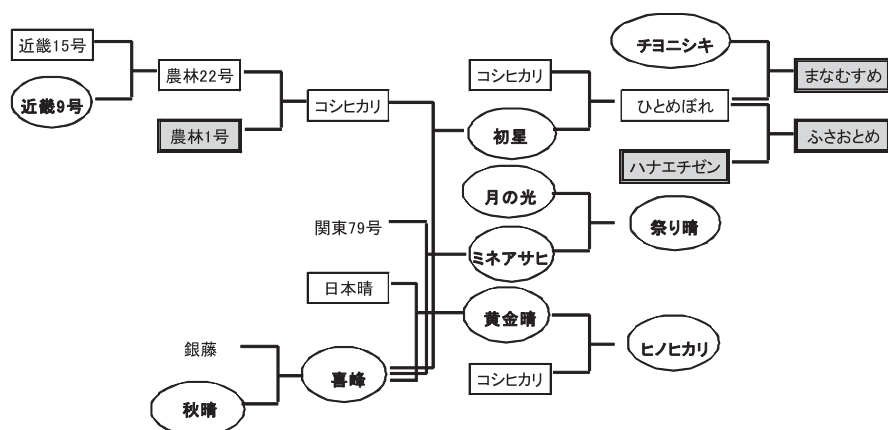 近畿15号
近畿9号
農林22号
農林1号
コシヒカリ
関東79号
日本晴
銀藤
秋晴
喜峰
コシヒカリ
初星
月の光
ミネアサヒ
黄金晴
コシヒカリ
チヨニシキ
ひとめぼれ
ハナエチゼン
祭り晴
ヒノヒカリ
まなむすめ
ふさおとめ